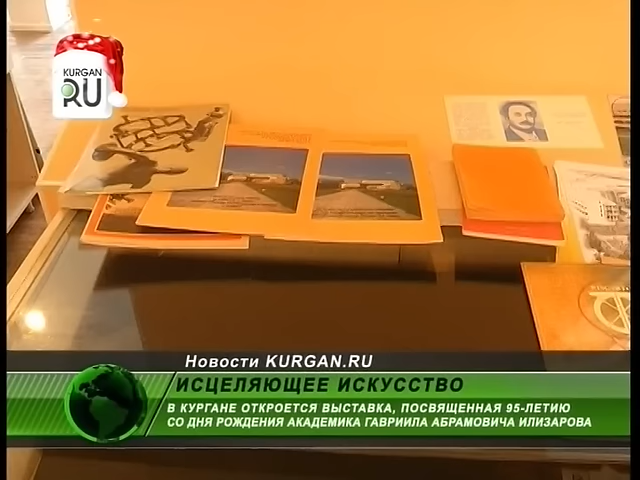 KURGAN
RU
Новости KURGAN.RU
ИСЦЕЛЯЮЩЕЕ ИСКУССТВО
В КУРГАНЕ ОТКРОЕТСЯ ВЫСТАВКА, ПОСВЯЩЕННАЯ 95-ЛЕТИЮ
СО ДНЯ РОЖДЕНИЯ АКАДЕМИКА ГАВРИИЛА АБРАМОВИЧА ИЛИЗАРОВА